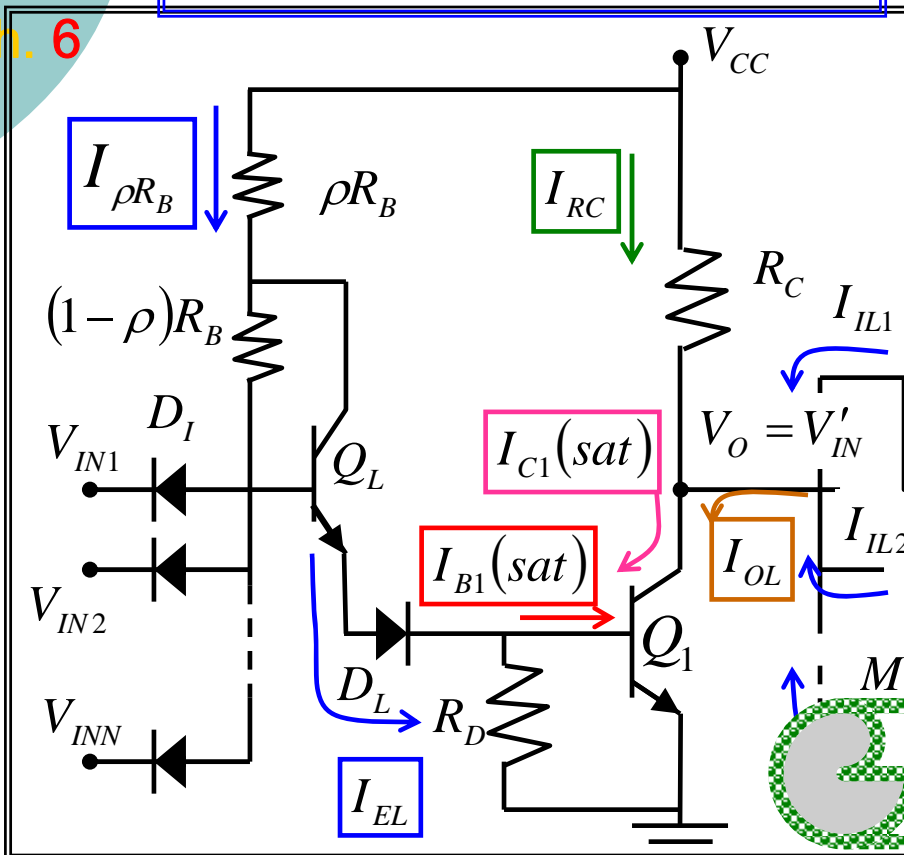 . 6
V_CC
I_ρR_B
ρR_B
I_RC
R_C
(1 − ρ)R_B
I_IL1
D_I
V_IN1
Q_L
I_C1(sat)
V_O = V′_IN
I_IL2
I_B1(sat)
I_OL
V_IN2
Q_1
D_L
R_D
M
V_INN
I_EL